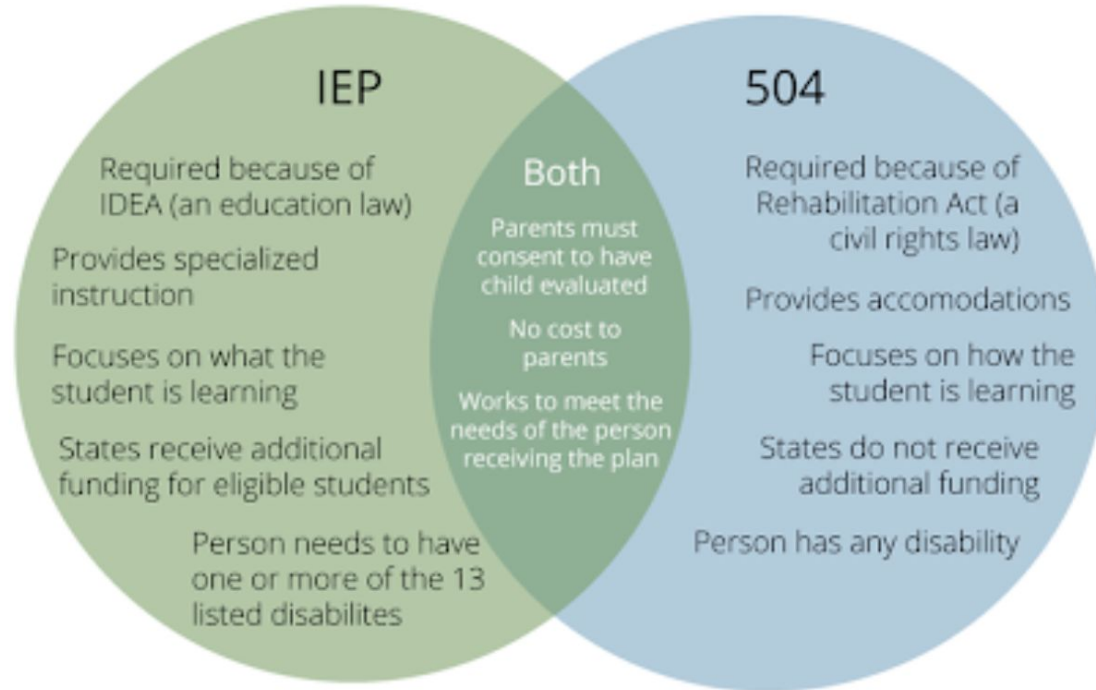 IEP
Required because of
IDEA (an education law)
Provides specialized
instruction
Focuses on what the
student is learning
States receive additional
funding for eligible students
Person needs to have
one or more of the 13
listed disabilites
Both
Parents must
consent to have
child evaluated
No cost to
parents
Works to meet the
needs of the person
receiving the plan
504
Required because of
Rehabilitation Act (a
civil rights law)
Provides accomodations
Focuses on how the
student is learning
States do not receive
additional funding
Person has any disability